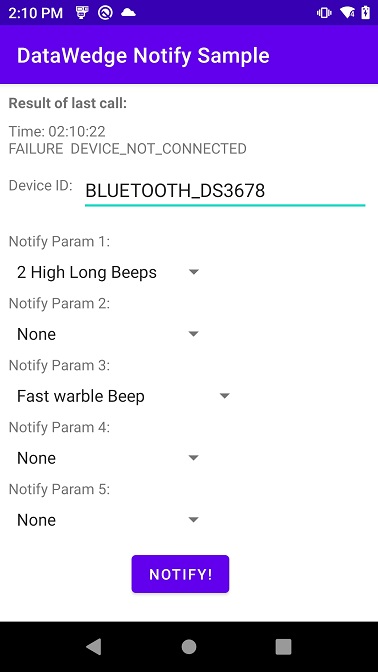 2:10 PM
DataWedge Notify Sample
Result of last call:
Time: 02:10:22
FAILURE DEVICE_NOT_CONNECTED
Device ID: BLUETOOTH_DS3678
Notify Param 1:
2 High Long Beeps
Notify Param 2:
None
Notify Param 3:
Fast warble Beep
Notify Param 4:
None
Notify Param 5:
None
NOTIFY!